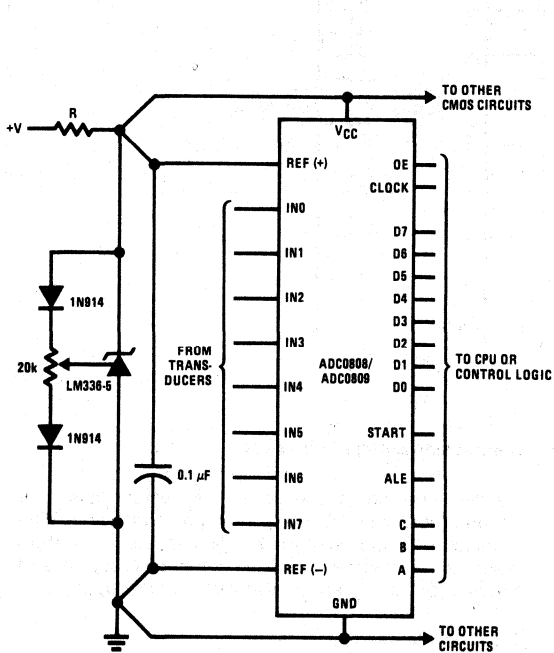 TO OTHER
CMOS CIRCUITS
R
+V
VCC
REF (+)
OE
CLOCK
IN0
IN1
IN2
IN3
IN4
IN5
IN6
IN7
D7
D6
D5
D4
D3
D2
D1
D0
1N914
20k
LM336-5
1N914
FROM
TRANS-
DUCERS
ADC0808/
ADC0809
TO CPU OR
CONTROL LOGIC
START
ALE
0.1 μF
C
B
A
REF (—)
GND
TO OTHER
CIRCUITS